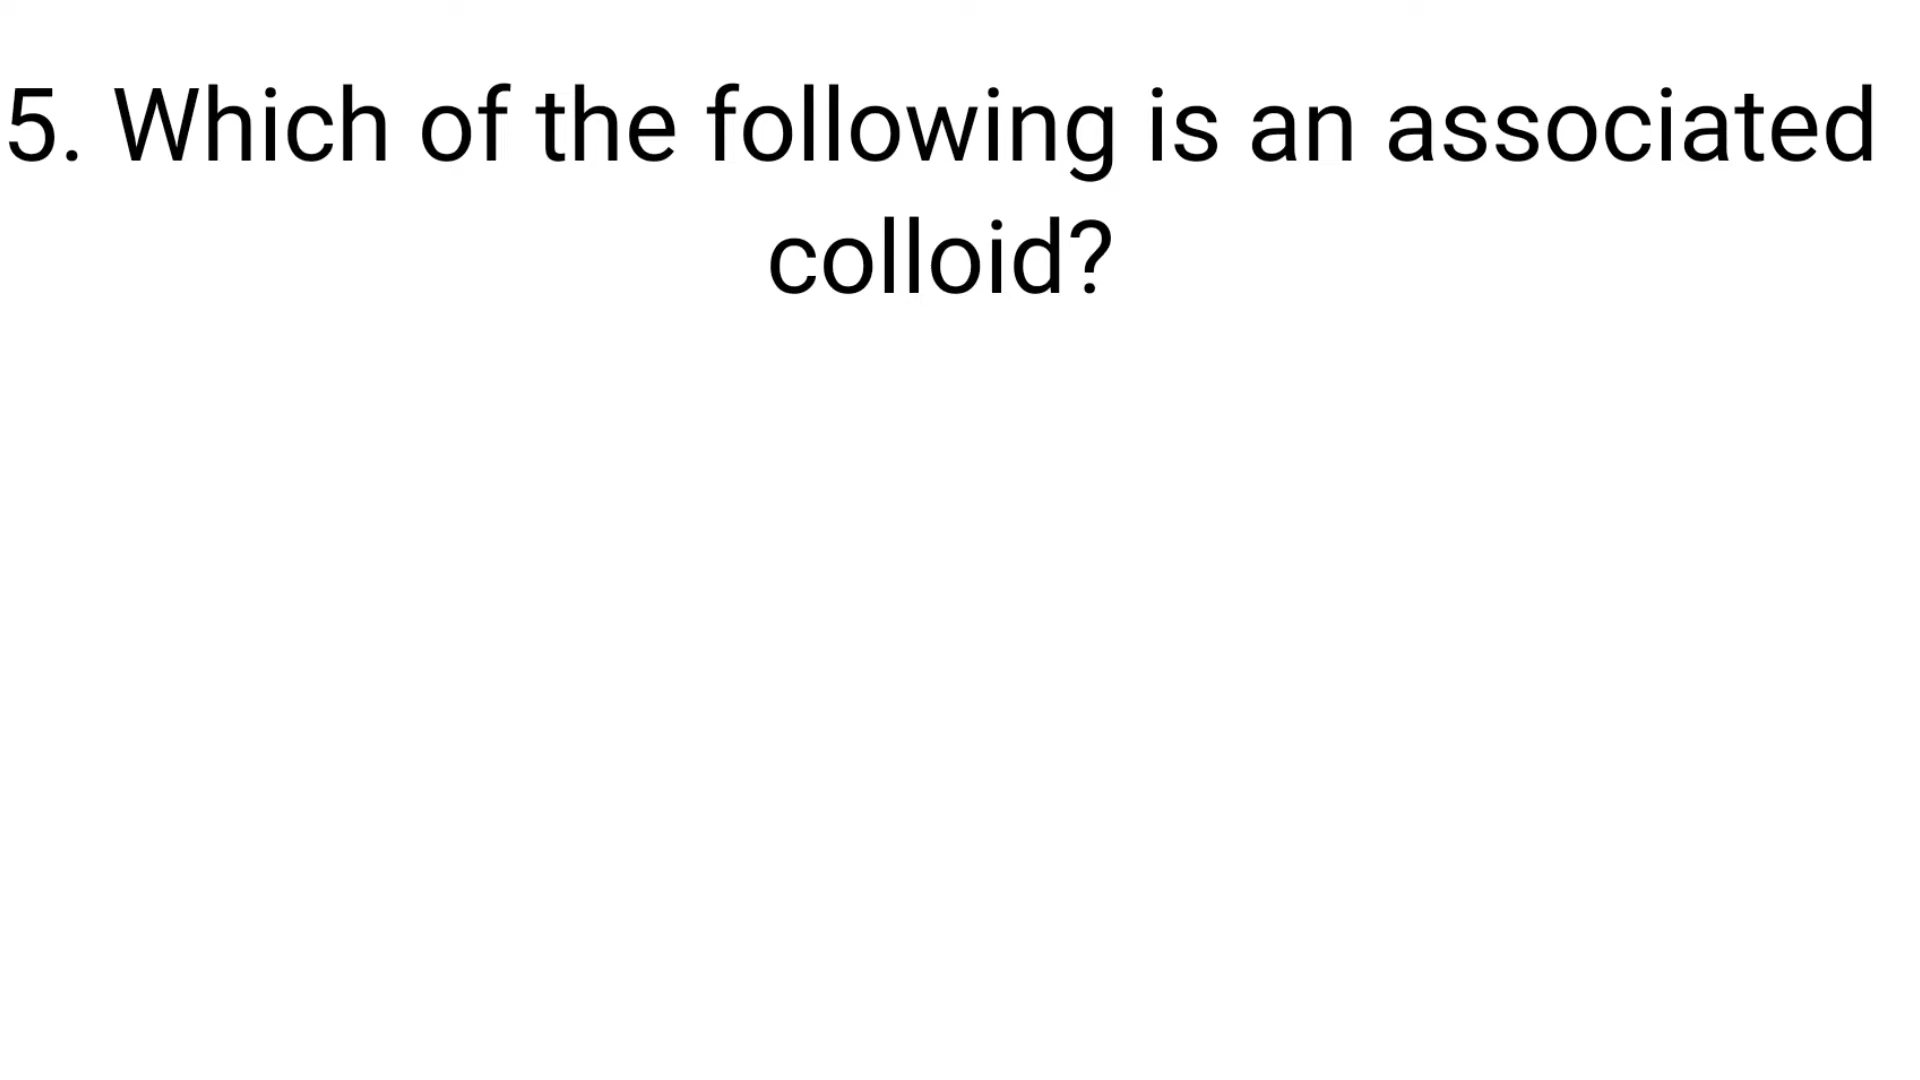 5. Which of the following is an associated
colloid?